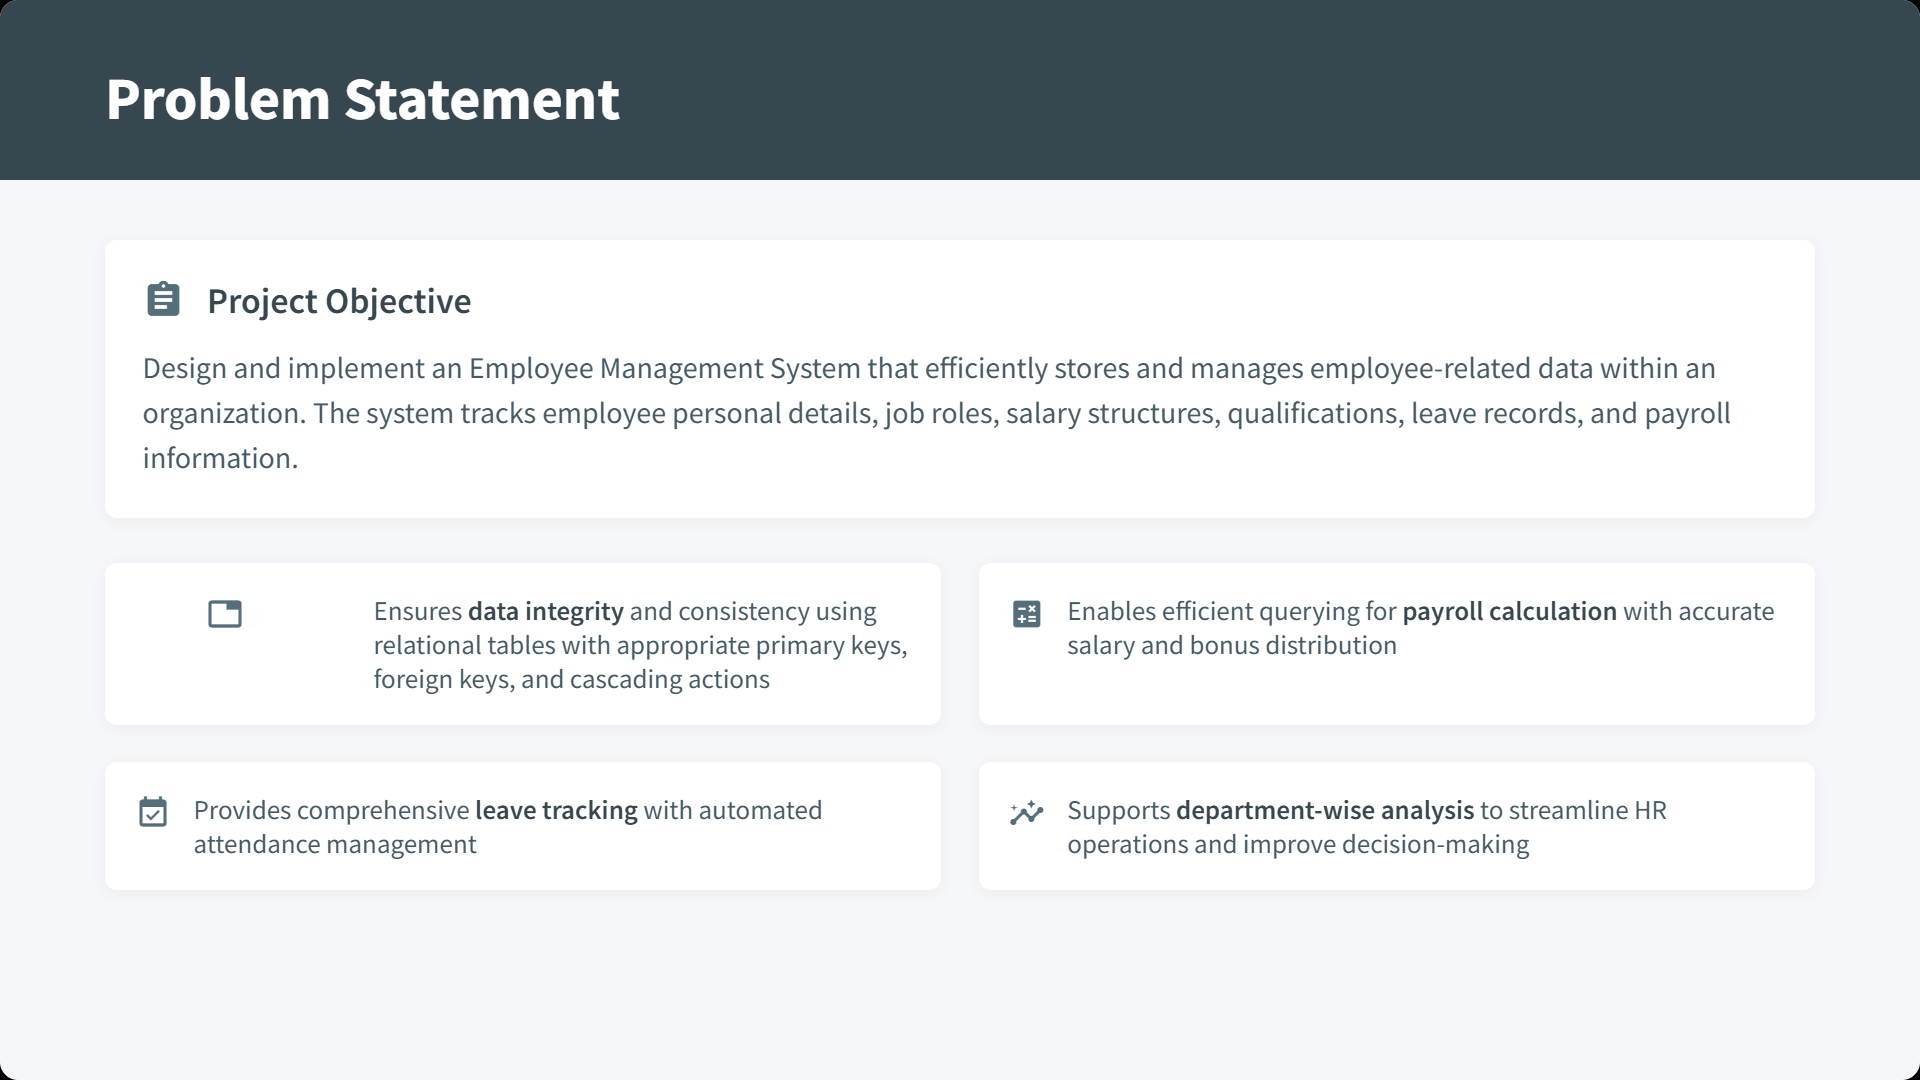 Problem Statement
Project Objective
Design and implement an Employee Management System that efficiently stores and manages employee-related data within an
organization. The system tracks employee personal details, job roles, salary structures, qualifications, leave records, and payroll
information.
Ensures data integrity and consistency using
relational tables with appropriate primary keys,
foreign keys, and cascading actions
Enables efficient querying for payroll calculation with accurate
salary and bonus distribution
Provides comprehensive leave tracking with automated
attendance management
Supports department-wise analysis to streamline HR
operations and improve decision-making